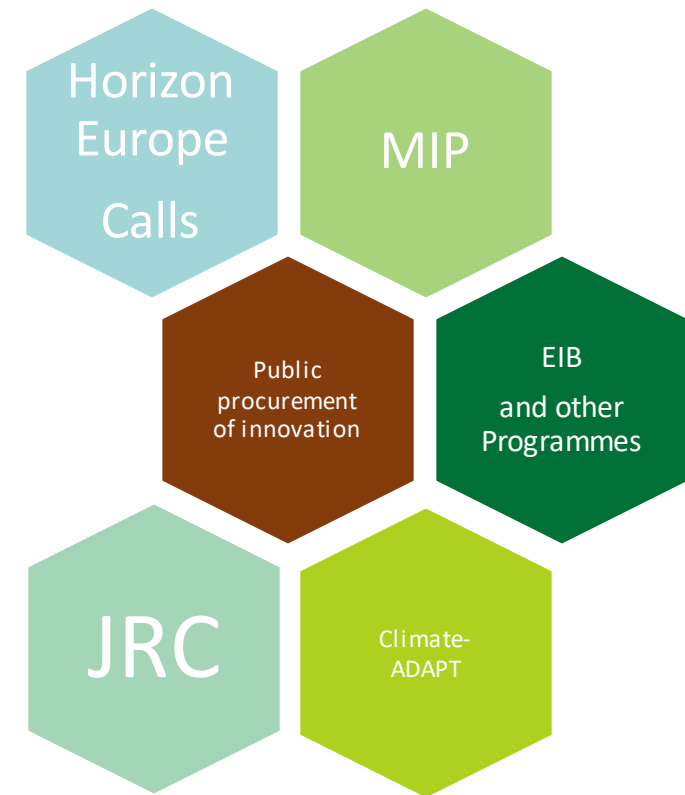 Horizon
Europe
Calls
MIP
Public
procurement
of innovation
EIB
and other
Programmes
JRC
Climate-
ADAPT